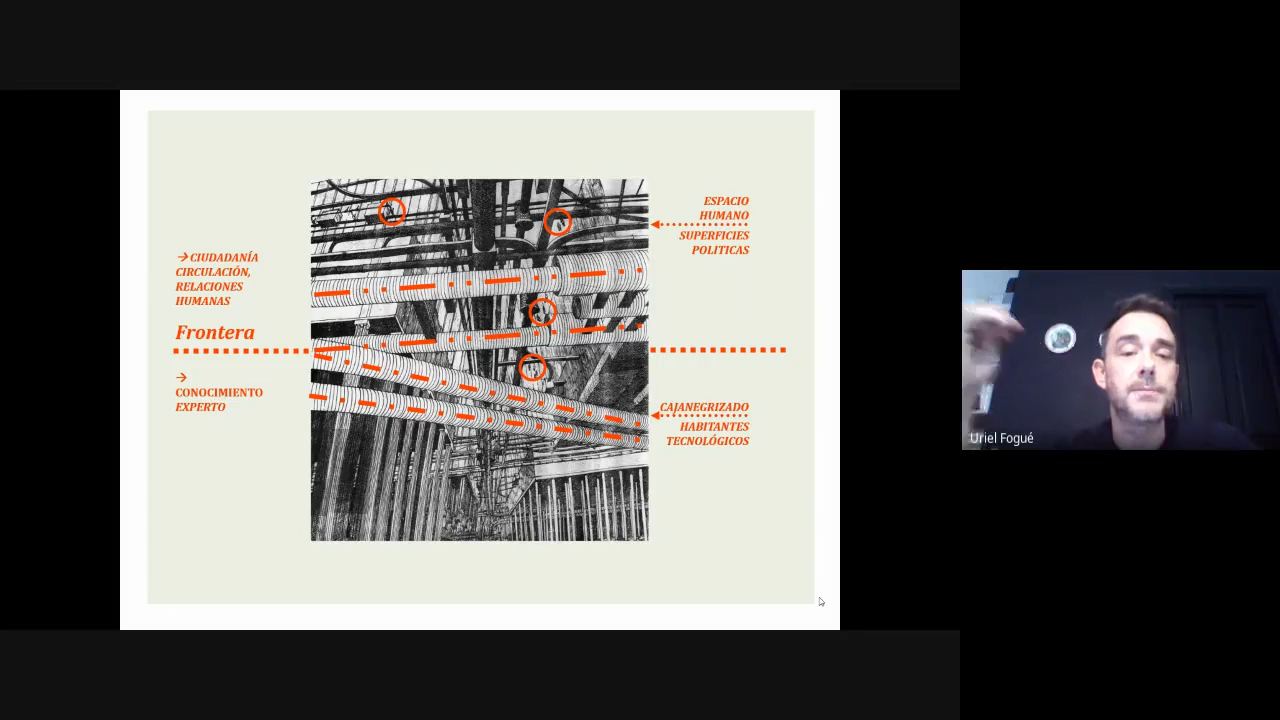 → CIUDADANÍA
CIRCULACIÓN,
RELACIONES
HUMANAS
Frontera
→
CONOCIMIENTO
EXPERTO
ESPACIO
HUMANO
SUPERFICIES
POLITICAS
CAJANEGRIZADO
HABITANTES
TECNOLÓGICOS
Uriel Fogué